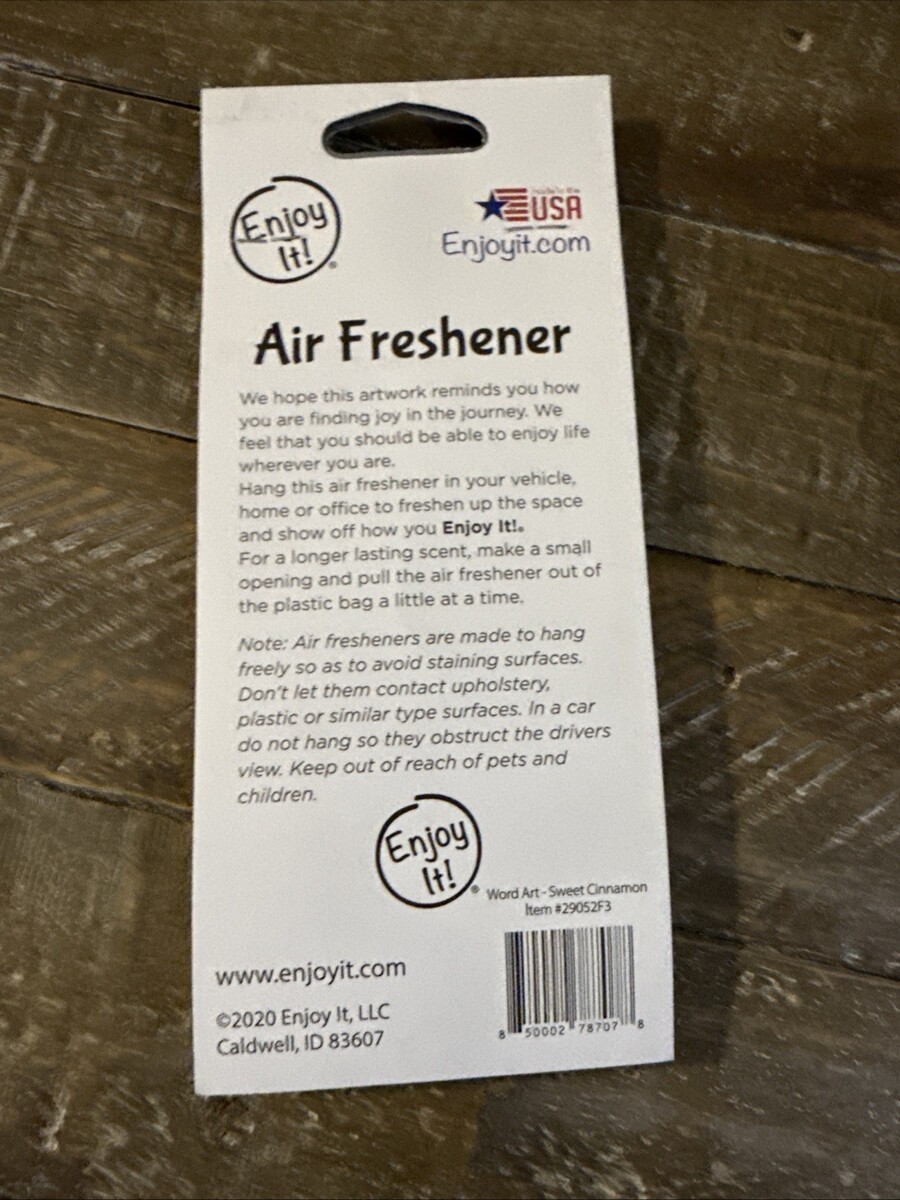 Enjoy
It!®
made in the
USA
Enjoyit.com
Air Freshener
We hope this artwork reminds you how
you are finding joy in the journey. We
feel that you should be able to enjoy life
wherever you are.
Hang this air freshener in your vehicle,
home or office to freshen up the space
and show off how you Enjoy It!®
For a longer lasting scent, make a small
opening and pull the air freshener out of
the plastic bag a little at a time.
Note: Air fresheners are made to hang
freely so as to avoid staining surfaces.
Don't let them contact upholstery,
plastic or similar type surfaces. In a car
do not hang so they obstruct the drivers
view. Keep out of reach of pets and
children.
Enjoy
It!®
Word Art - Sweet Cinnamon
Item #29052F3
www.enjoyit.com
©2020 Enjoy It, LLC
Caldwell, ID 83607
8 50002 78707 8